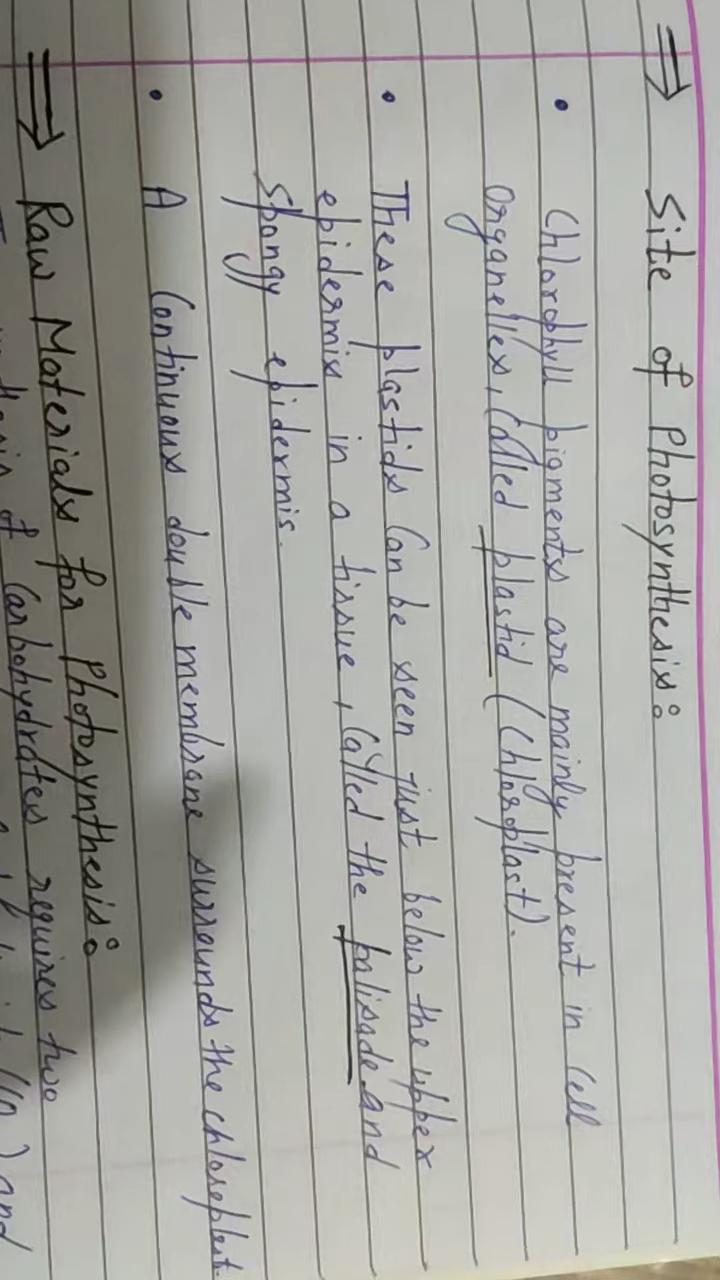 ⇒ Site of Photosynthesis:
• Chlorophyll pigments are mainly present in cell
organelles, called plastid (Chloroplast).
• These plastids can be seen just below the upper
epidermis in a tissue, called the palisade and
spongy epidermis.
• A Continuous double membrane surrounds the chloroplast.
⇒ Raw Materials for Photosynthesis:
of Carbohydrates requires two
and